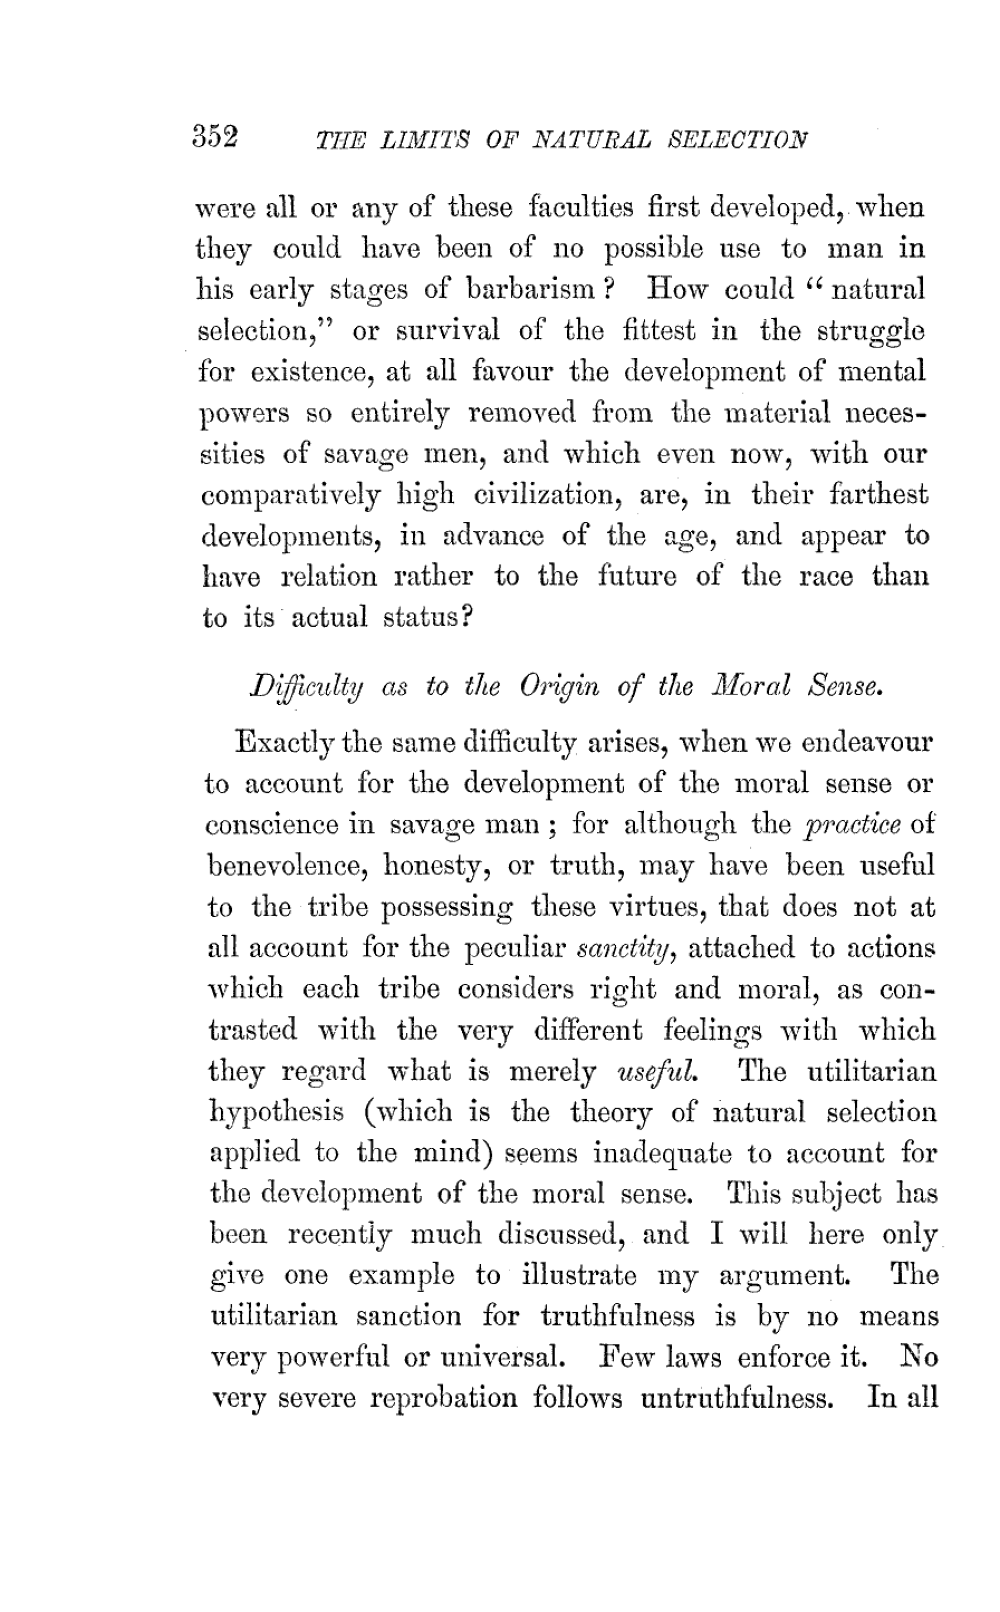 352 THE LIMITS OF NATURAL SELECTION
were all or any of these faculties first developed, when
they could have been of no possible use to man in
his early stages of barbarism? How could "natural
selection," or survival of the fittest in the struggle
for existence, at all favour the development of mental
powers so entirely removed from the material neces-
sities of savage men, and which even now, with our
comparatively high civilization, are, in their farthest
developments, in advance of the age, and appear to
have relation rather to the future of the race than
to its actual status?
Difficulty as to the Origin of the Moral Sense.
Exactly the same difficulty arises, when we endeavour
to account for the development of the moral sense or
conscience in savage man; for although the practice of
benevolence, honesty, or truth, may have been useful
to the tribe possessing these virtues, that does not at
all account for the peculiar sanctity, attached to actions
which each tribe considers right and moral, as con-
trasted with the very different feelings with which
they regard what is merely useful. The utilitarian
hypothesis (which is the theory of natural selection
applied to the mind) seems inadequate to account for
the development of the moral sense. This subject has
been recently much discussed, and I will here only
give one example to illustrate my argument. The
utilitarian sanction for truthfulness is by no means
very powerful or universal. Few laws enforce it. No
very severe reprobation follows untruthfulness. In all